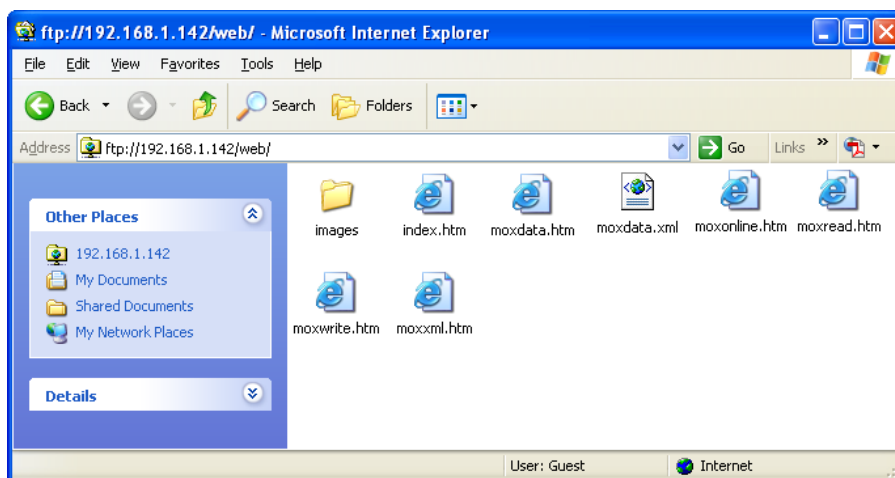 ftp://192.168.1.142/web/ - Microsoft Internet Explorer
File Edit View Favorites Tools Help
Back Search Folders
Address ftp://192.168.1.142/web/ Go Links »
Other Places
192.168.1.142
My Documents
Shared Documents
My Network Places
Details
images index.htm moxdata.htm moxdata.xml moxonline.htm moxread.htm
moxwrite.htm moxxml.htm
User: Guest Internet